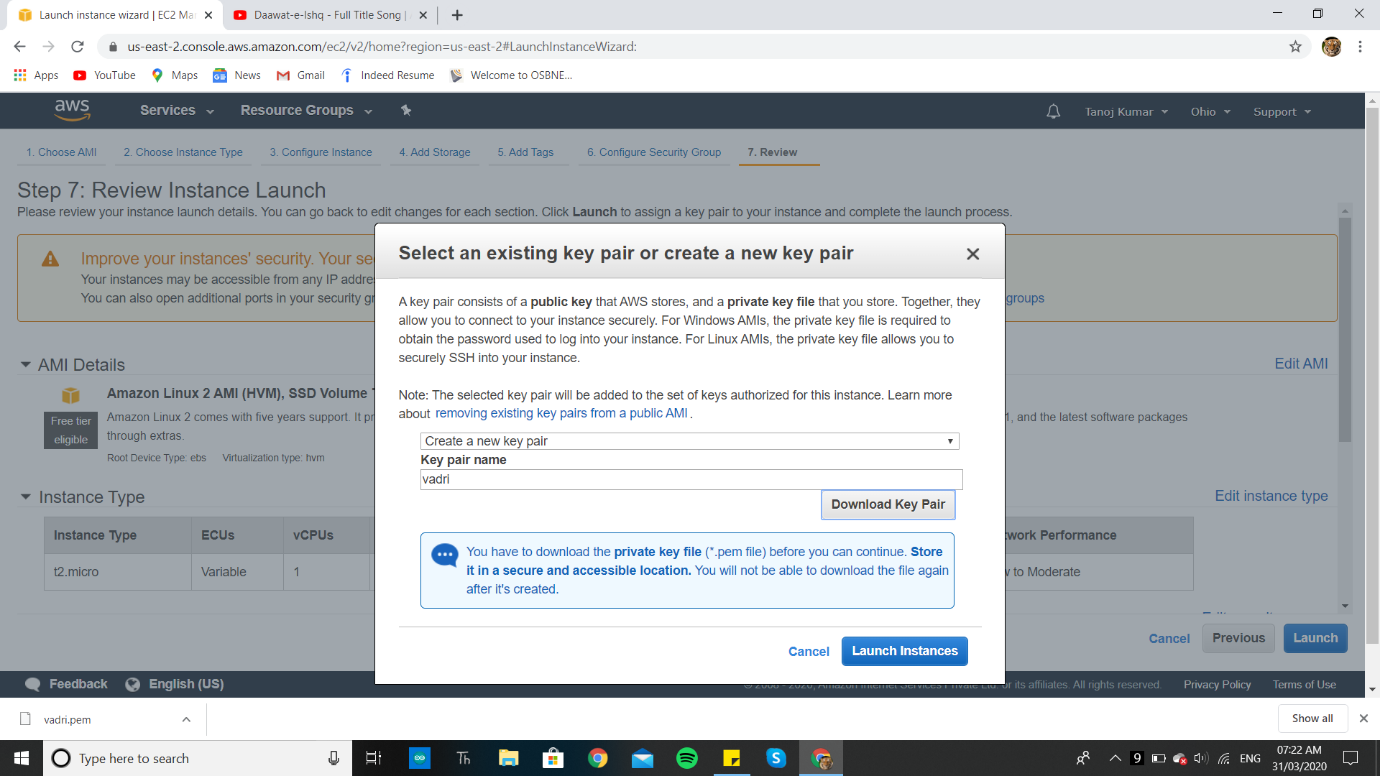 Launch instance wizard | EC2 Ma
Daawat-e-Ishq - Full Title Song |
us-east-2.console.aws.amazon.com/ec2/v2/home?region=us-east-2#LaunchInstanceWizard:
Apps YouTube Maps News Gmail Indeed Resume Welcome to OSBNE...
aws Services Resource Groups Tanoj Kumar Ohio Support
1. Choose AMI 2. Choose Instance Type 3. Configure Instance 4. Add Storage 5. Add Tags 6. Configure Security Group 7. Review
Step 7: Review Instance Launch
Please review your instance launch details. You can go back to edit changes for each section. Click Launch to assign a key pair to your instance and complete the launch process.
Improve your instances' security. Your se
Your instances may be accessible from any IP addre
You can also open additional ports in your security gr
groups
AMI Details
Edit AMI
Amazon Linux 2 AMI (HVM), SSD Volume
Free tier
eligible
Amazon Linux 2 comes with five years support. It pr
1, and the latest software packages
through extras.
Root Device Type: ebs Virtualization type: hvm
Instance Type
Edit instance type
Instance Type ECUs vCPUs
work Performance
t2.micro Variable 1
to Moderate
Select an existing key pair or create a new key pair
A key pair consists of a public key that AWS stores, and a private key file that you store. Together, they
allow you to connect to your instance securely. For Windows AMIs, the private key file is required to
obtain the password used to log into your instance. For Linux AMIs, the private key file allows you to
securely SSH into your instance.
Note: The selected key pair will be added to the set of keys authorized for this instance. Learn more
about removing existing key pairs from a public AMI .
Create a new key pair
Key pair name
vadri
Download Key Pair
You have to download the private key file (*.pem file) before you can continue. Store
it in a secure and accessible location. You will not be able to download the file again
after it's created.
Cancel Launch Instances
Cancel Previous Launch
Feedback English (US)
© 2008 - 2020, Amazon Internet Services Private Ltd. or its affiliates. All rights reserved. Privacy Policy Terms of Use
vadri.pem
Show all
Type here to search
Th
9
ENG
07:22 AM
31/03/2020